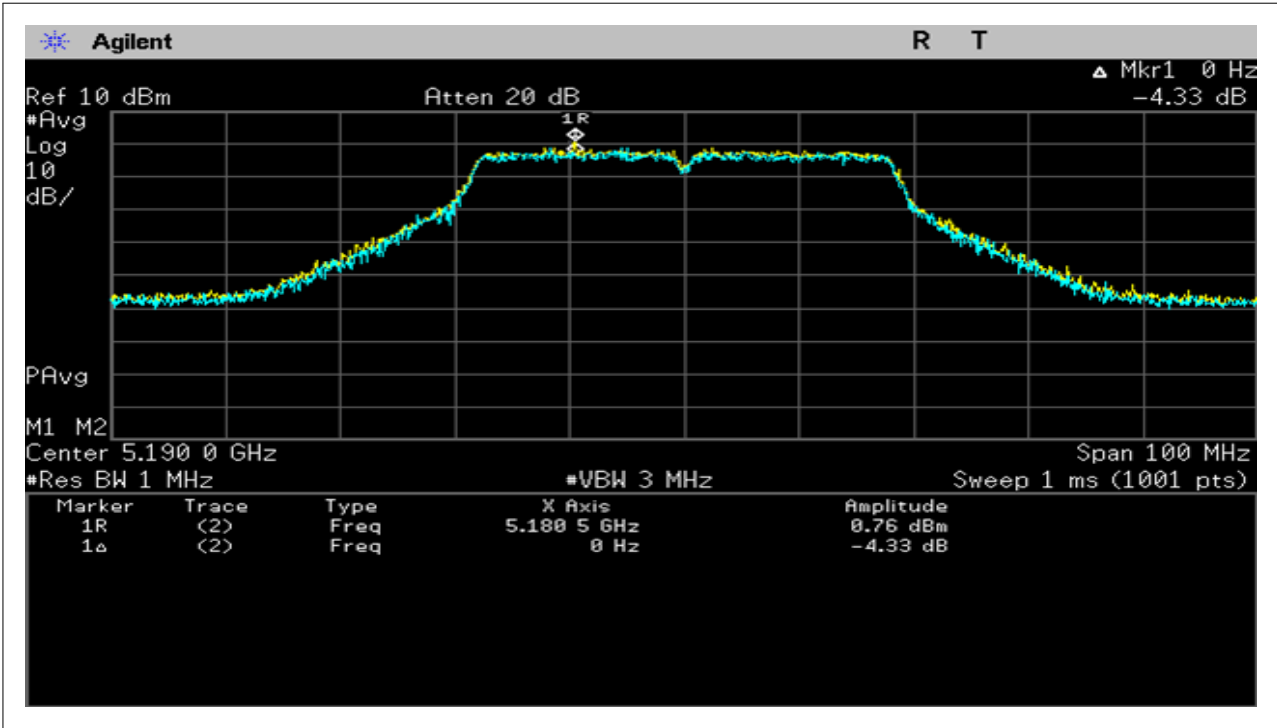 Agilent R T
▵ Mkr1 0 Hz
Ref 10 dBm Atten 20 dB −4.33 dB
#Avg
Log
10
dB/
1R
PAvg
M1 M2
Center 5.190 0 GHz Span 100 MHz
#Res BW 1 MHz #VBW 3 MHz Sweep 1 ms (1001 pts)
Marker Trace Type X Axis Amplitude
1R (2) Freq 5.180 5 GHz 0.76 dBm
1▵ (2) Freq 0 Hz −4.33 dB